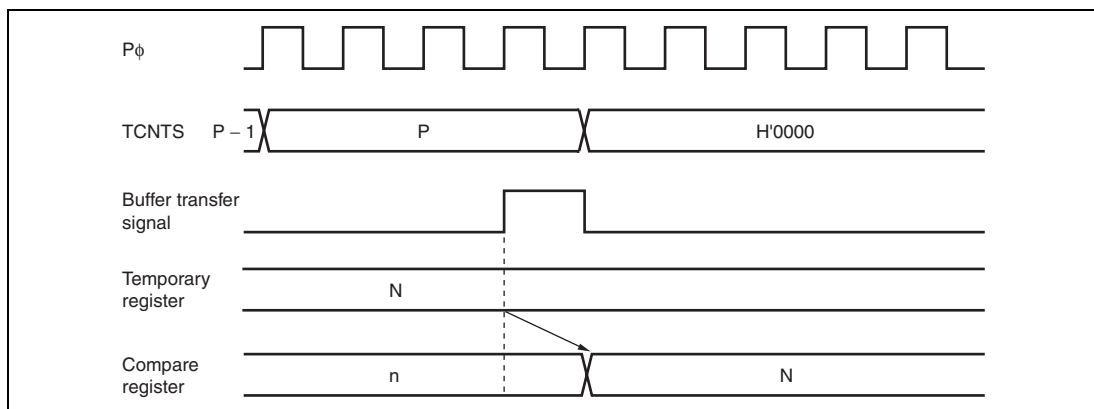 Pϕ
TCNTS P – 1 P H'0000
Buffer transfer
signal
Temporary
register
N
Compare
register
n N